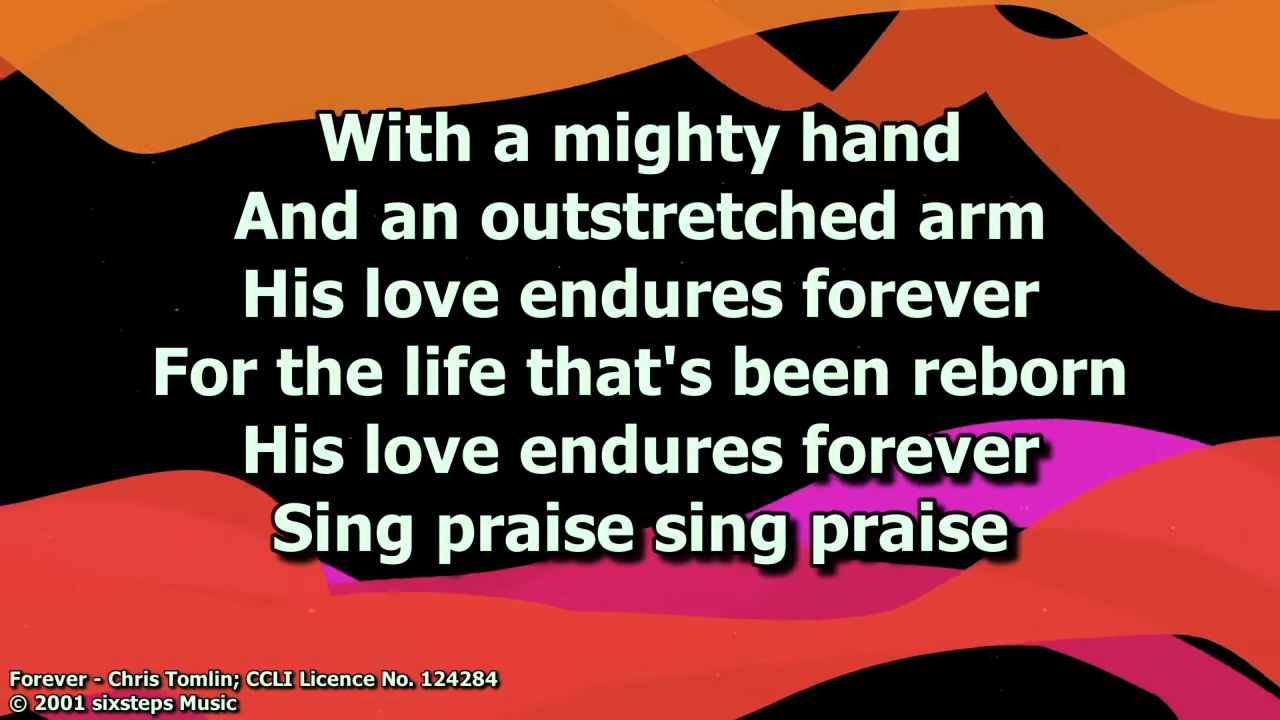 With a mighty hand
And an outstretched arm
His love endures forever
For the life that's been reborn
His love endures forever
Sing praise sing praise
Forever - Chris Tomlin; CCLI Licence No. 124284
© 2001 sixsteps Music